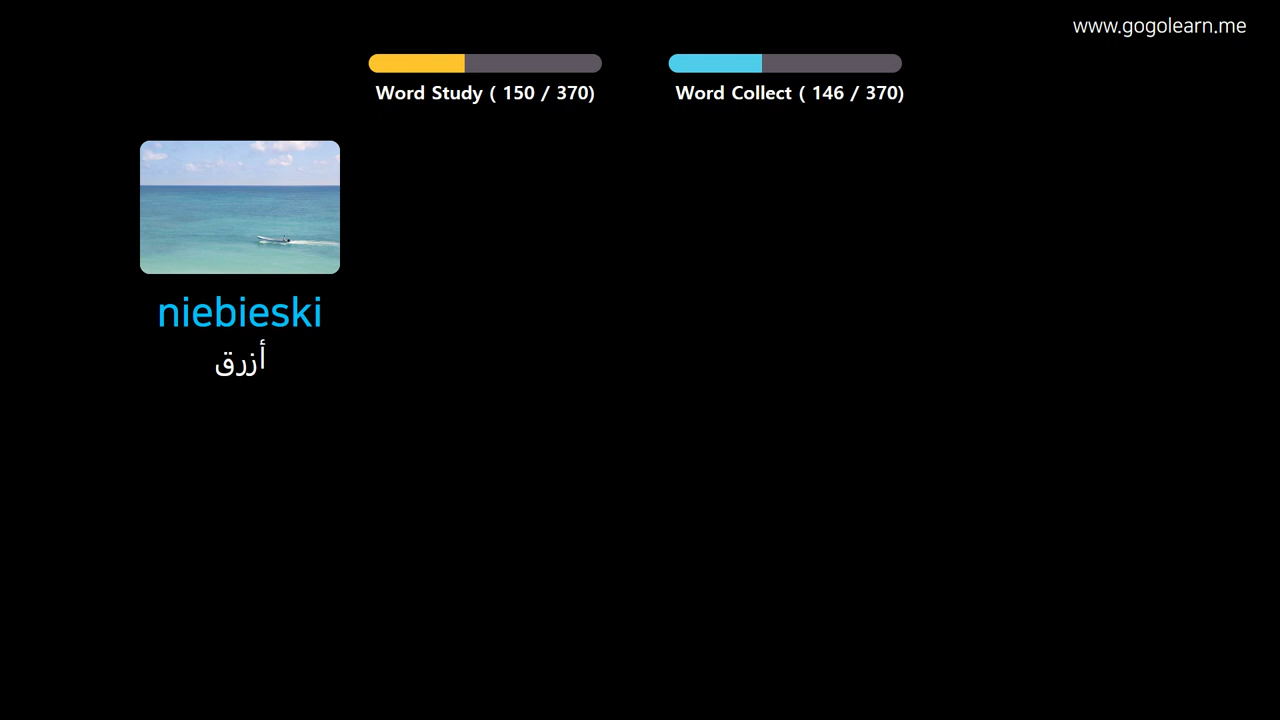 www.gogolearn.me
Word Study ( 150 / 370)
Word Collect ( 146 / 370)
niebieski
أزرق